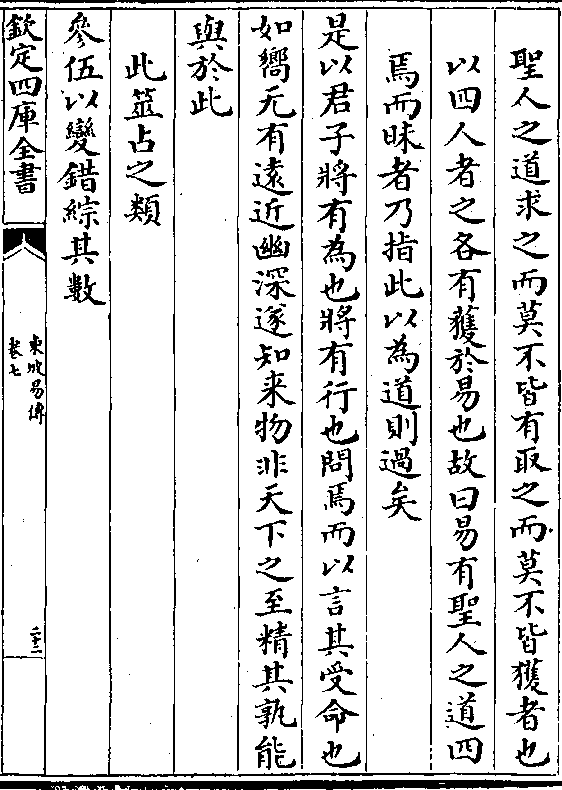 聖人之道求之而莫不皆有取之而莫不皆獲者也
以四人者之各有獲於易也故曰易有聖人之道四
焉而昧者乃指此以為道則過矣
是以君子將有為也將有行也問焉而以言其受命也
如嚮无有遠近幽深遂知來物非天下之至精其孰能
與於此
此筮占之類
參伍以變錯綜其數
欽定四庫全書
東坡易傳
卷七
二十二